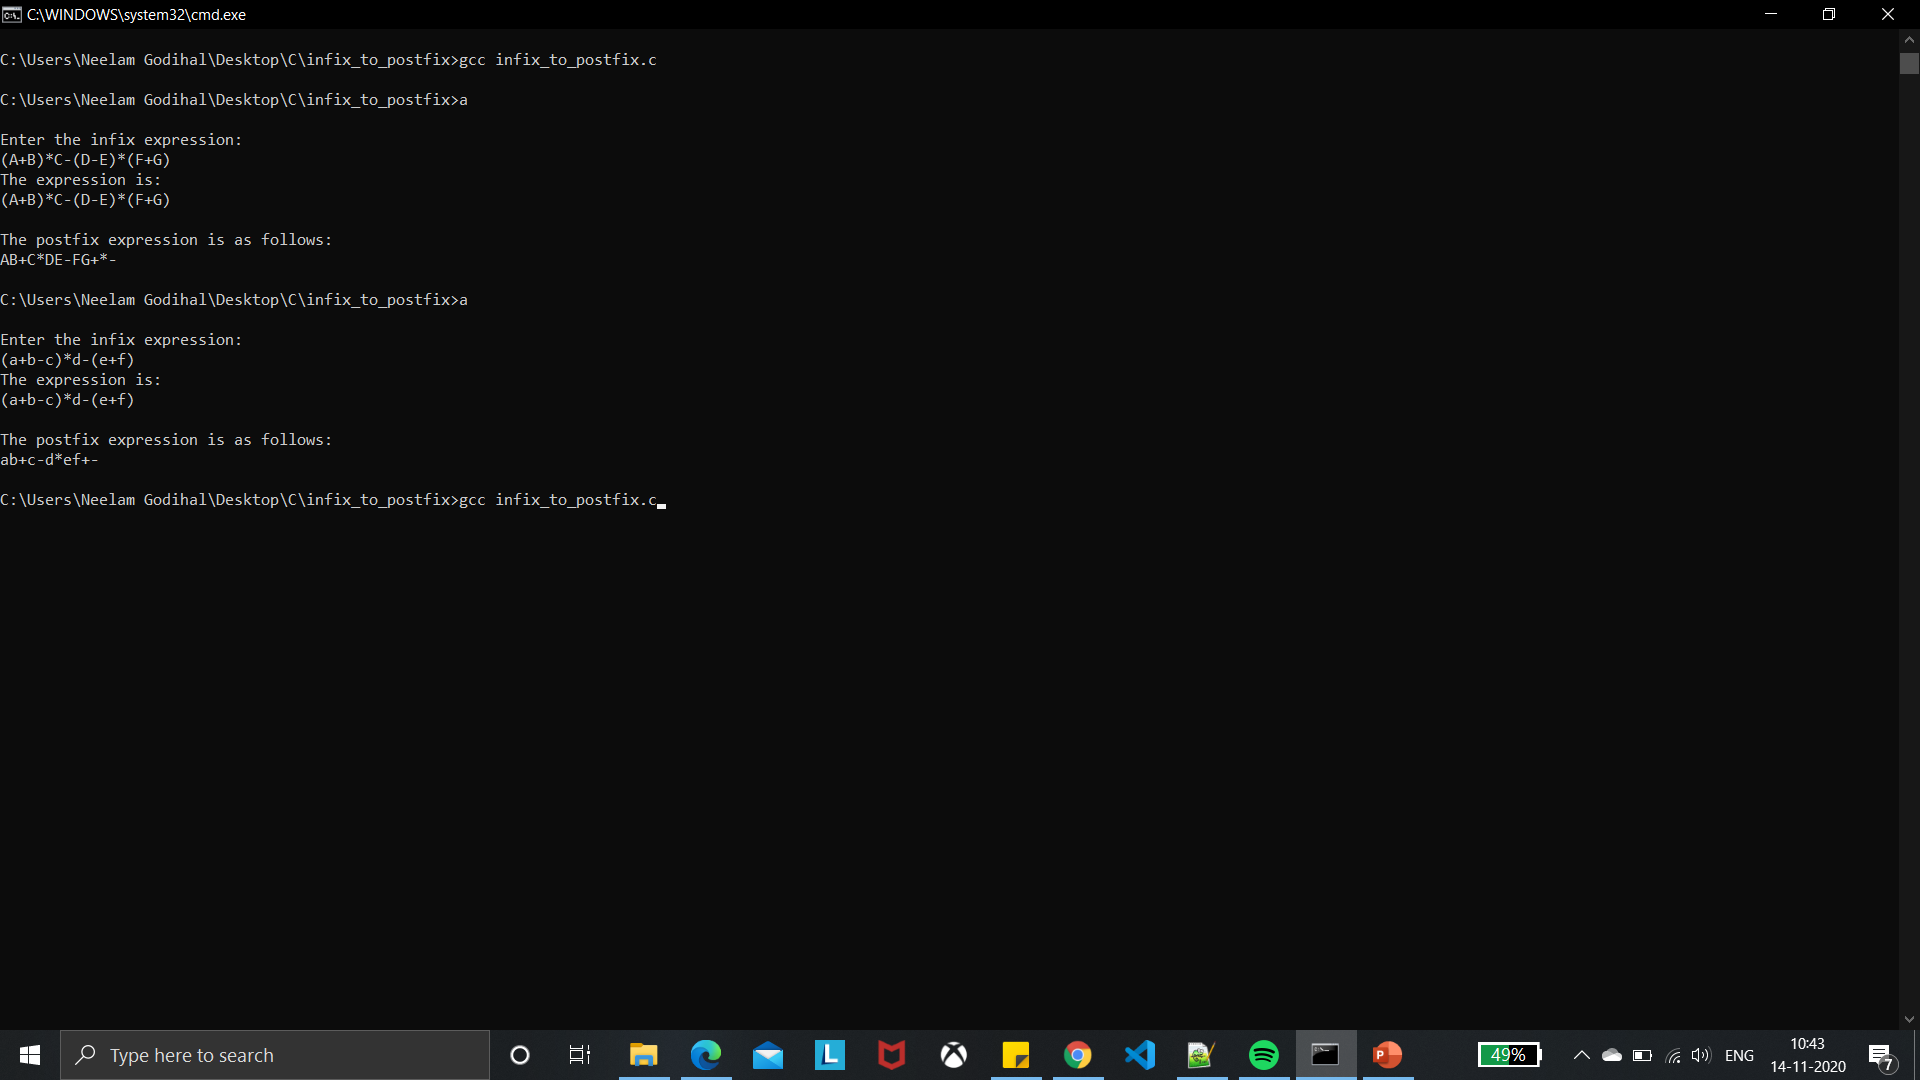 C:\WINDOWS\system32\cmd.exe
C:\Users\Neelam Godihal\Desktop\C\infix_to_postfix>gcc infix_to_postfix.c
C:\Users\Neelam Godihal\Desktop\C\infix_to_postfix>a
Enter the infix expression:
(A+B)*C-(D-E)*(F+G)
The expression is:
(A+B)*C-(D-E)*(F+G)
The postfix expression is as follows:
AB+C*DE-FG+*-
C:\Users\Neelam Godihal\Desktop\C\infix_to_postfix>a
Enter the infix expression:
(a+b-c)*d-(e+f)
The expression is:
(a+b-c)*d-(e+f)
The postfix expression is as follows:
ab+c-d*ef+-
C:\Users\Neelam Godihal\Desktop\C\infix_to_postfix>gcc infix_to_postfix.c
Type here to search
L
P
49%
ENG
10:43
14-11-2020
7